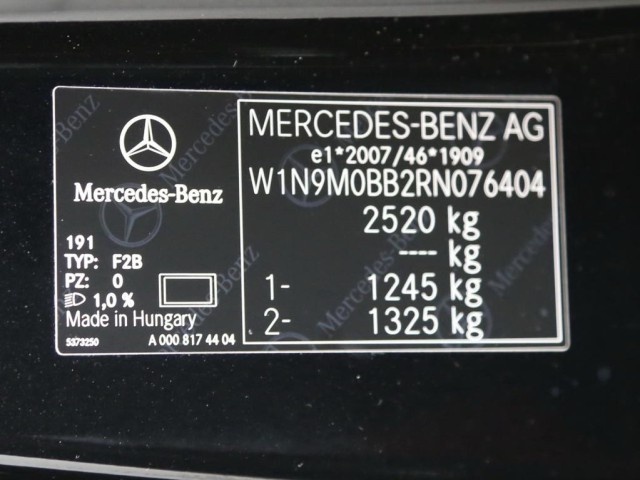 Mercedes-Benz
191
TYP: F2B
PZ: 0
1,0 %
Made in Hungary
5373250 A 000 817 44 04
MERCEDES-BENZ AG
e1*2007/46*1909
W1N9M0BB2RN076404
2520 kg
---- kg
1- 1245 kg
2- 1325 kg